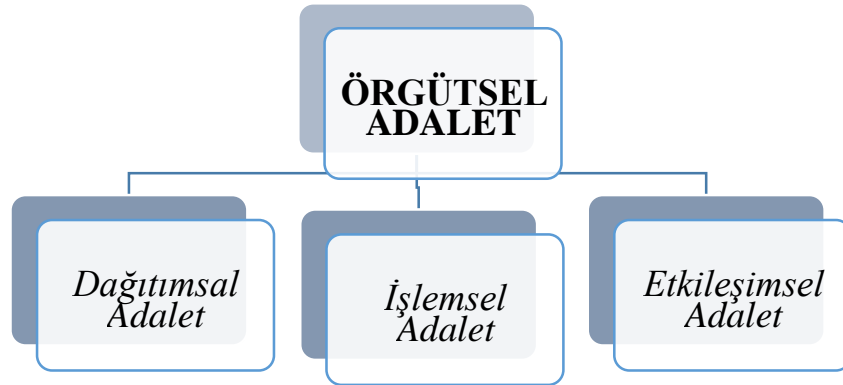 ÖRGÜTSEL
ADALET
Dağıtımsal
Adalet
İşlemsel
Adalet
Etkileşimsel
Adalet